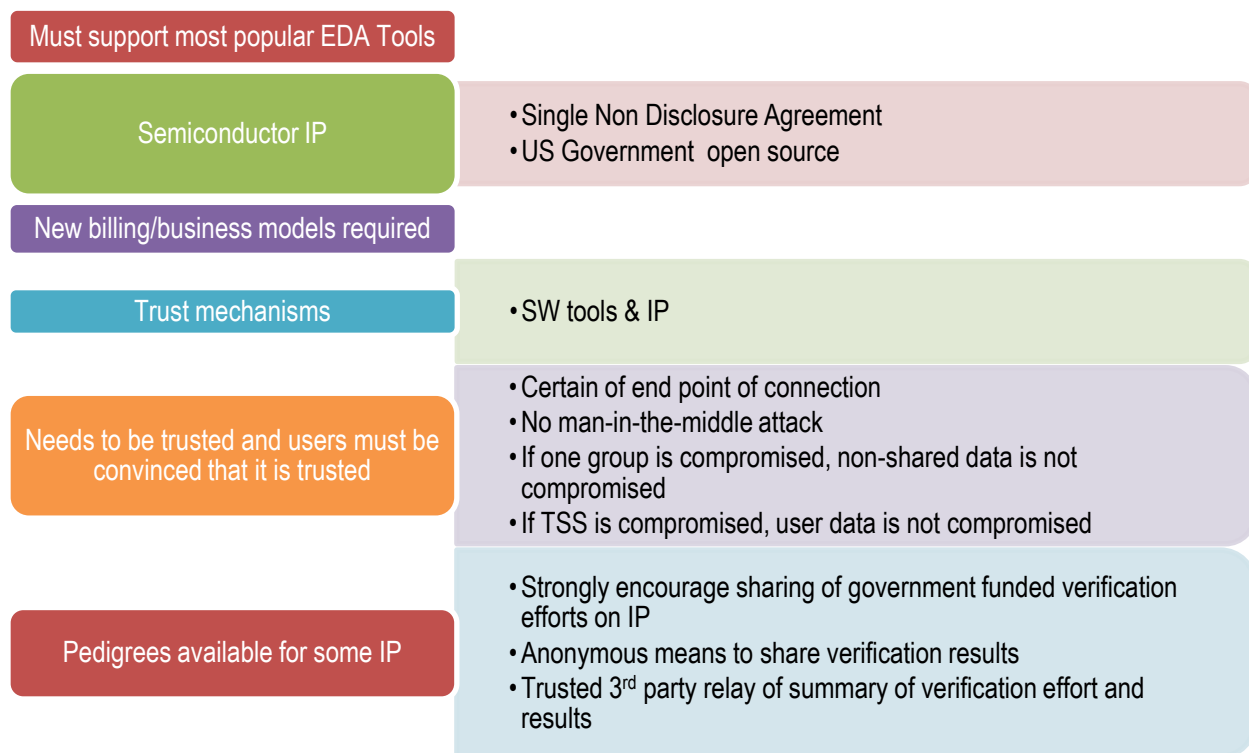 Must support most popular EDA Tools
Semiconductor IP
• Single Non Disclosure Agreement
• US Government open source
New billing/business models required
Trust mechanisms
• SW tools & IP
Needs to be trusted and users must be
convinced that it is trusted
• Certain of end point of connection
• No man-in-the-middle attack
• If one group is compromised, non-shared data is not
compromised
• If TSS is compromised, user data is not compromised
Pedigrees available for some IP
• Strongly encourage sharing of government funded verification
efforts on IP
• Anonymous means to share verification results
• Trusted 3rd party relay of summary of verification effort and
results